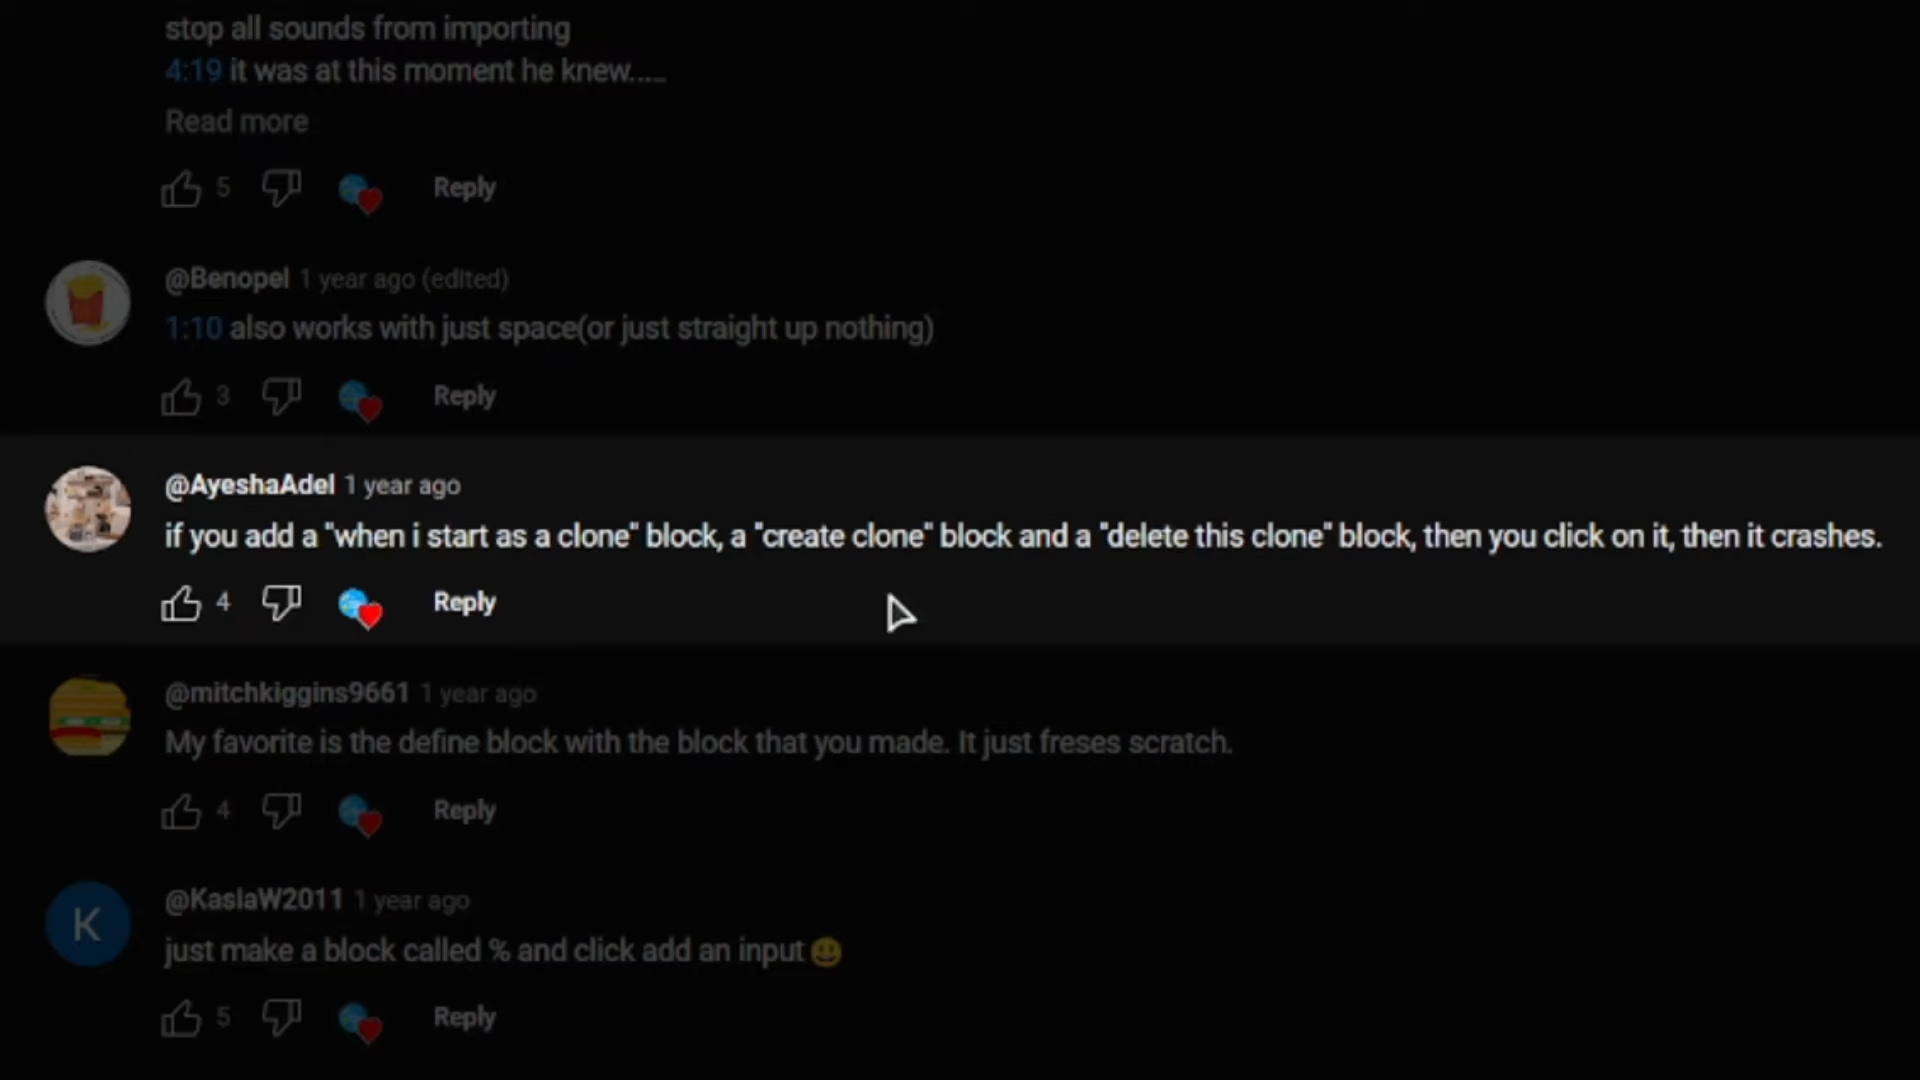 stop all sounds from importing
4:19 it was at this moment he knew.....
Read more
5 Reply
@Benopel 1 year ago (edited)
1:10 also works with just space(or just straight up nothing)
3 Reply
@AyeshaAdel 1 year ago
if you add a "when i start as a clone" block, a "create clone" block and a "delete this clone" block, then you click on it, then it crashes.
4 Reply
@mitchkiggins9661 1 year ago
My favorite is the define block with the block that you made. It just freses scratch.
4 Reply
K
@KasiaW2011 1 year ago
just make a block called % and click add an input 😃
5 Reply